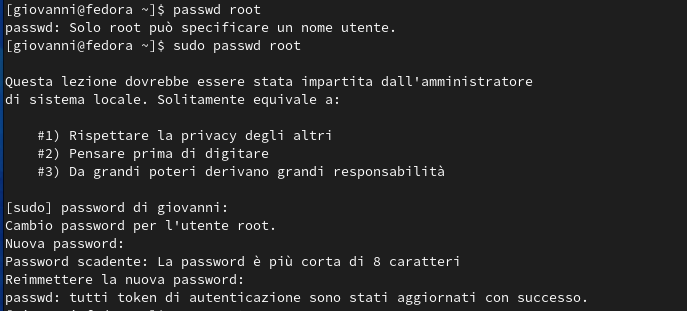 [giovanni@fedora ~]$ passwd root
passwd: Solo root può specificare un nome utente.
[giovanni@fedora ~]$ sudo passwd root
Questa lezione dovrebbe essere stata impartita dall'amministratore
di sistema locale. Solitamente equivale a:
#1) Rispettare la privacy degli altri
#2) Pensare prima di digitare
#3) Da grandi poteri derivano grandi responsabilità
[sudo] password di giovanni:
Cambio password per l'utente root.
Nuova password:
Password scadente: La password è più corta di 8 caratteri
Reimmettere la nuova password:
passwd: tutti token di autenticazione sono stati aggiornati con successo.